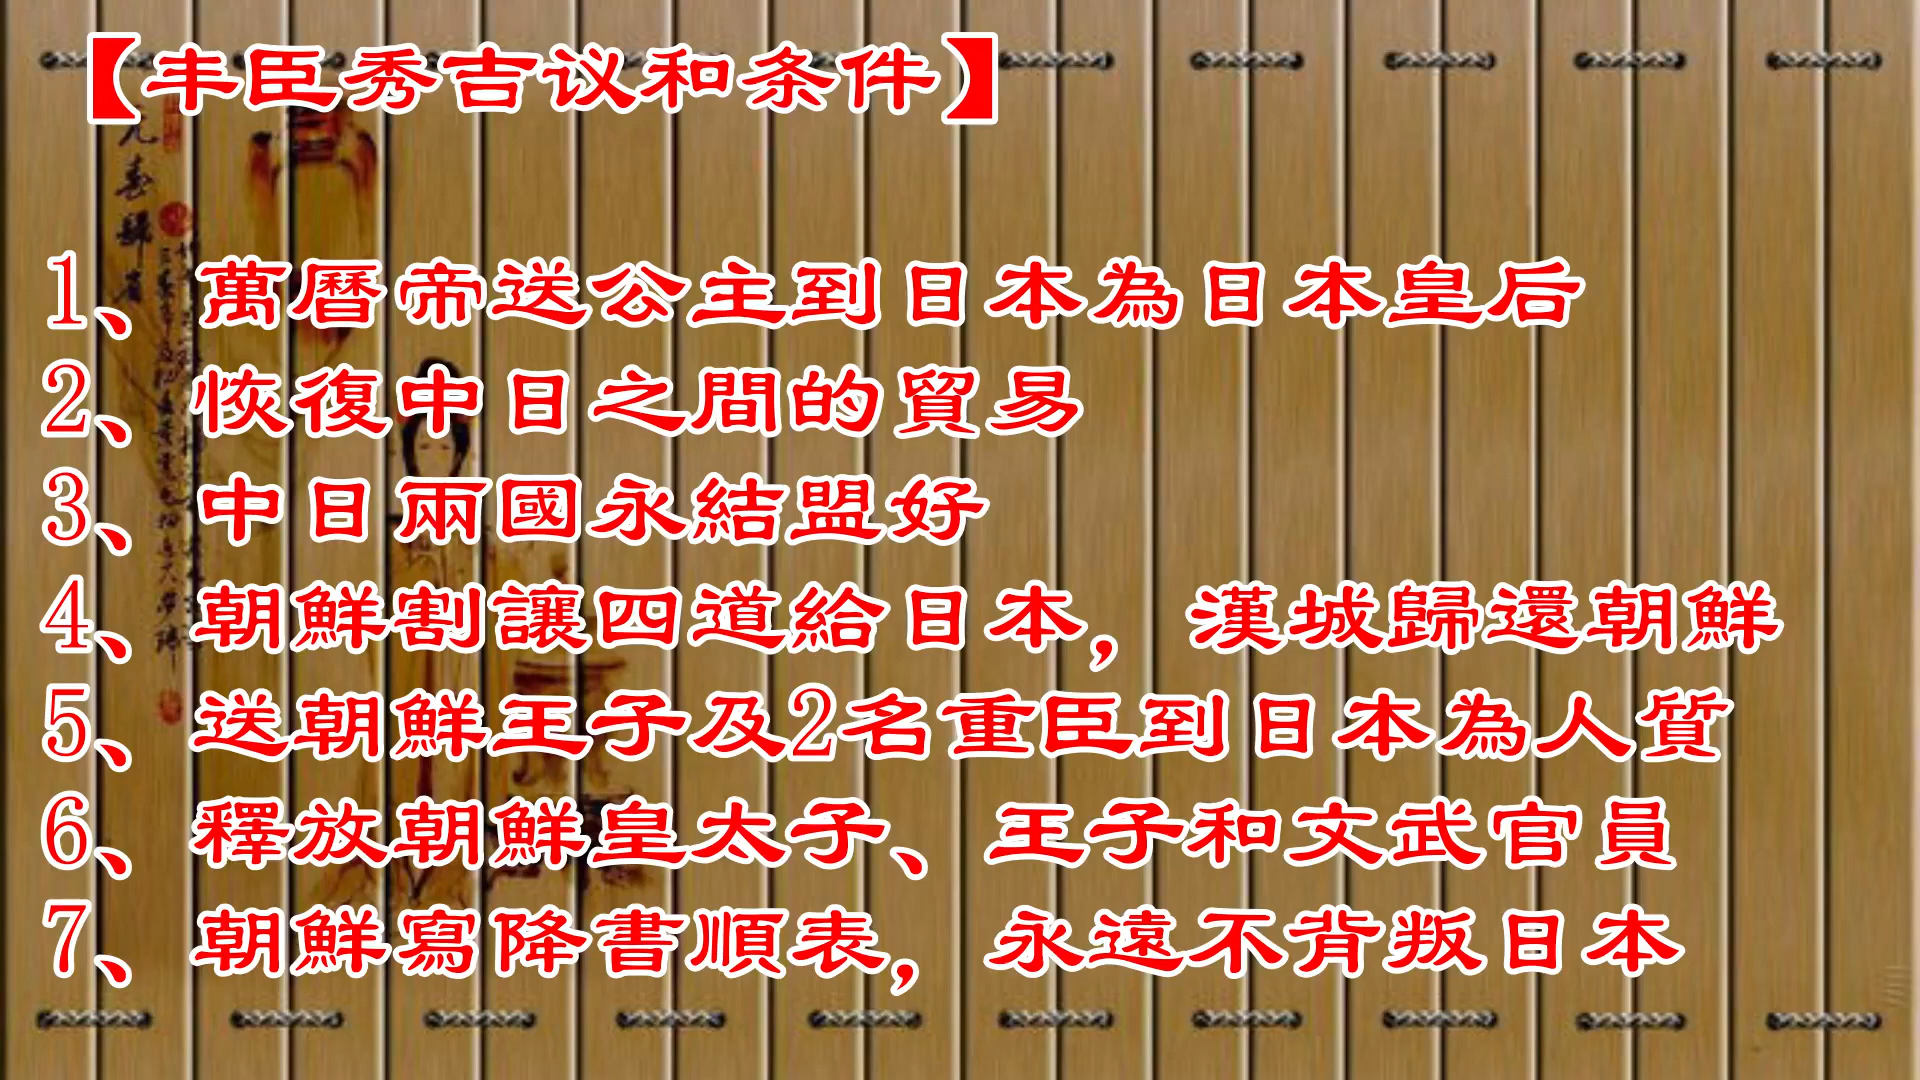 【丰臣秀吉议和条件】
1、萬曆帝送公主到日本為日本皇后
2、恢復中日之間的貿易
3、中日兩國永結盟好
4、朝鮮割讓四道給日本，漢城歸還朝鮮
5、送朝鮮王子及2名重臣到日本為人質
6、釋放朝鮮皇太子、王子和文武官員
7、朝鮮寫降書順表，永遠不背叛日本